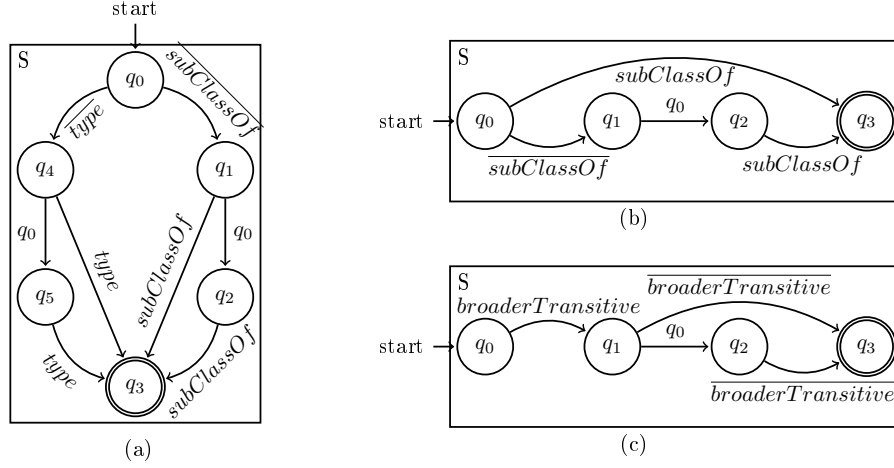 start
S
q0
type
subClassOf
q4
q1
q0
type
subClassOf
q0
q5
q2
type
subClassOf
q3
(a)
S
subClassOf
start
q0
q1
q0
q2
q3
subClassOf
subClassOf
(b)
S
broaderTransitive
broaderTransitive
start
q0
q1
q0
q2
q3
broaderTransitive
(c)